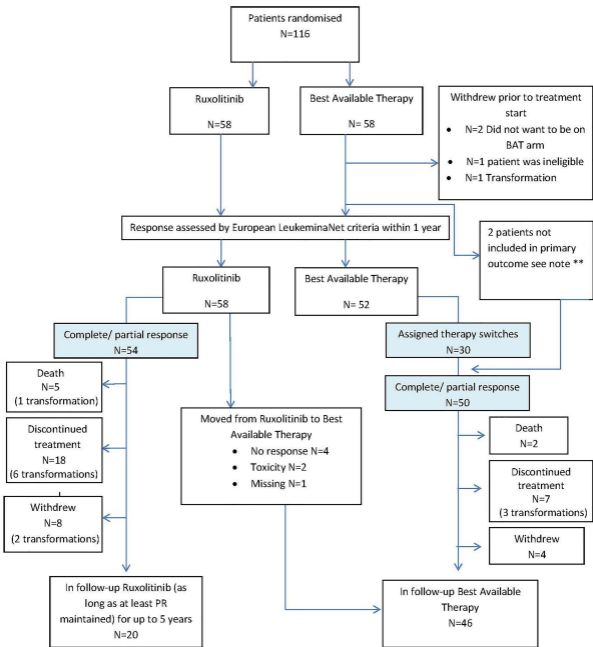 Patients randomised
N=116
Ruxolitinib
N=58
Best Available Therapy
N= 58
Withdrew prior to treatment
start
• N=2 Did not want to be on
BAT arm
• N=1 patient was ineligible
• N=1 Transformation
Response assessed by European LeukeminaNet criteria within 1 year
2 patients not
included in primary
outcome see note **
Ruxolitinib
N=58
Best Available Therapy
N= 52
Complete/ partial response
N=54
Assigned therapy switches
N=30
Death
N=5
(1 transformation)
Complete/ partial response
N=50
Moved from Ruxolitinib to Best
Available Therapy
• No response N=4
• Toxicity N=2
• Missing N=1
Death
N=2
Discontinued
treatment
N=18
(6 transformations)
Discontinued
treatment
N=7
(3 transformations)
Withdrew
N=8
(2 transformations)
Withdrew
N=4
In follow-up Ruxolitinib (as
long as at least PR
maintained) for up to 5 years
N=20
In follow-up Best Available
Therapy
N=46